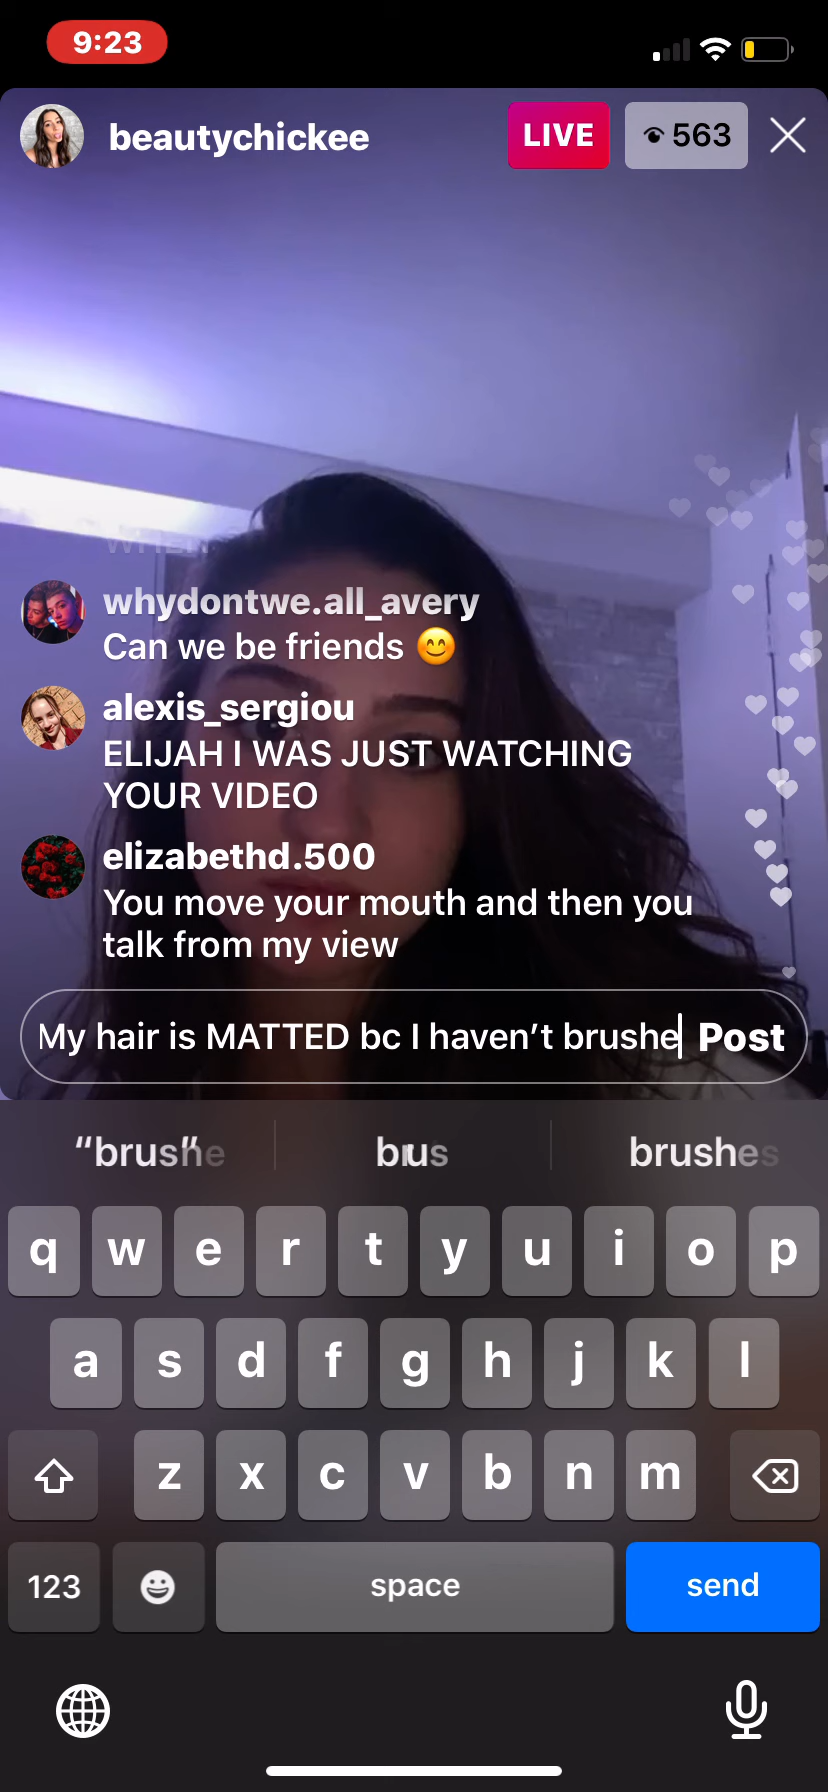 9:23
beautychickee
LIVE
563
whydontwe.all_avery
Can we be friends 😊
alexis_sergiou
ELIJAH I WAS JUST WATCHING
YOUR VIDEO
elizabethd.500
You move your mouth and then you
talk from my view
My hair is MATTED bc I haven’t brushe Post
“brushe” brus brushes
q w e r t y u i o p
a s d f g h j k l
z x c v b n m
123 space send